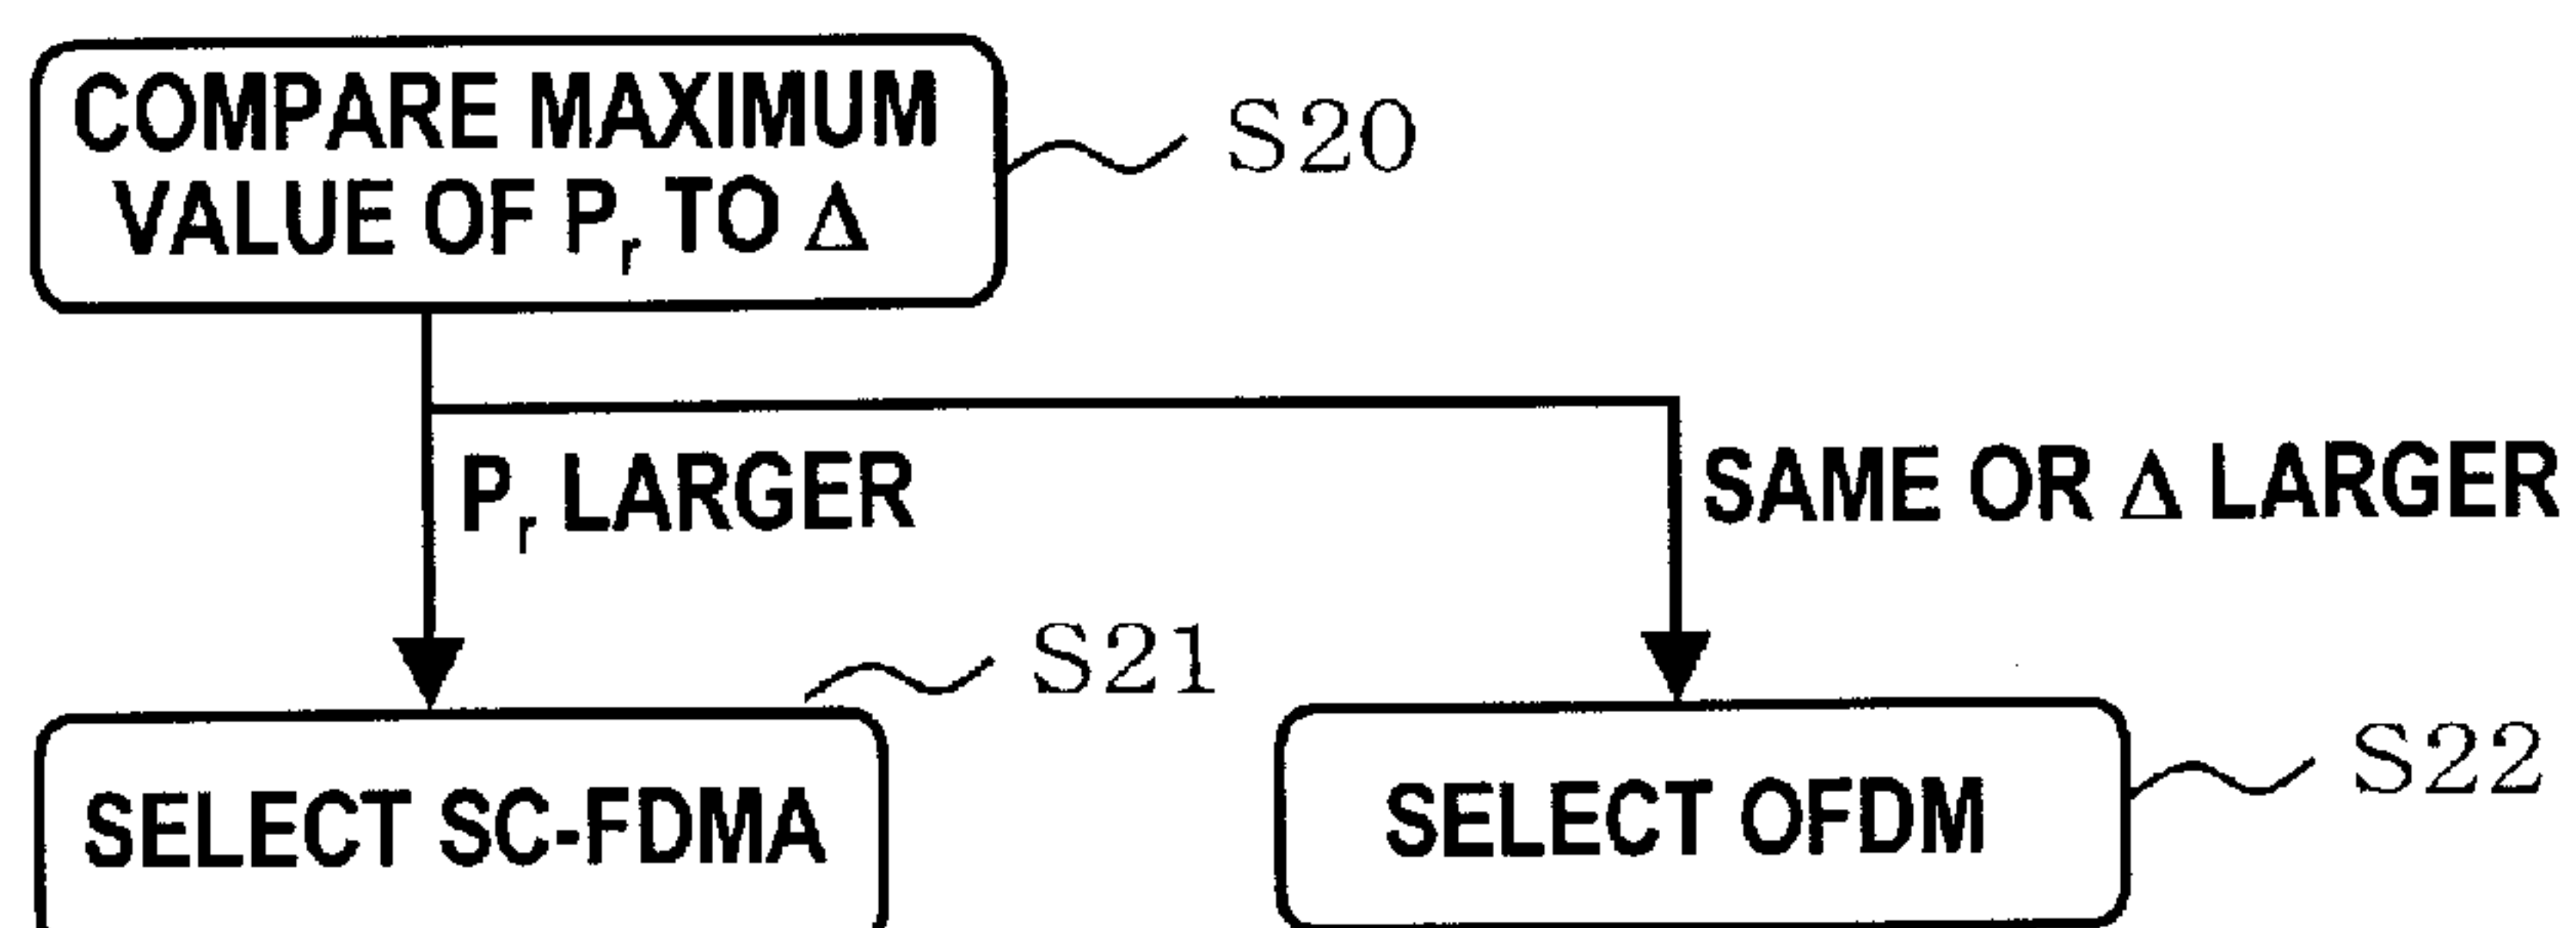 COMPARE MAXIMUM
VALUE OF Pr TO Δ
S20
Pr LARGER
SAME OR Δ LARGER
S21
SELECT SC-FDMA
SELECT OFDM
S22